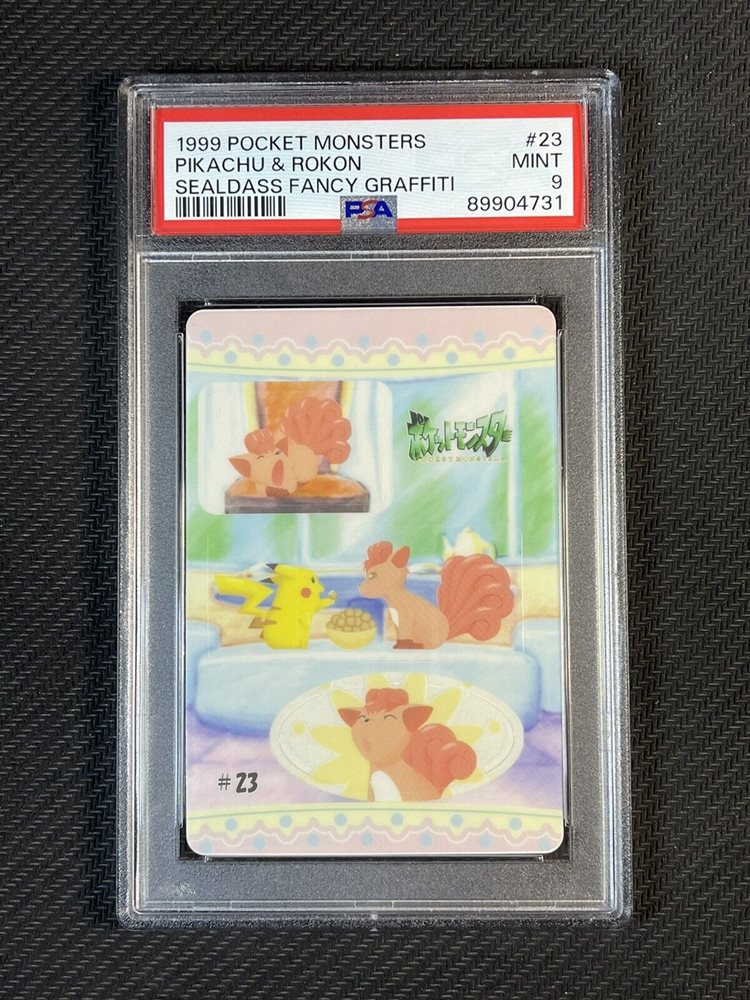 1999 POCKET MONSTERS #23
PIKACHU & ROKON MINT
SEALDASS FANCY GRAFFITI 9
PSA 89904731
ポケットモンスター
POCKET MONSTERS
#23